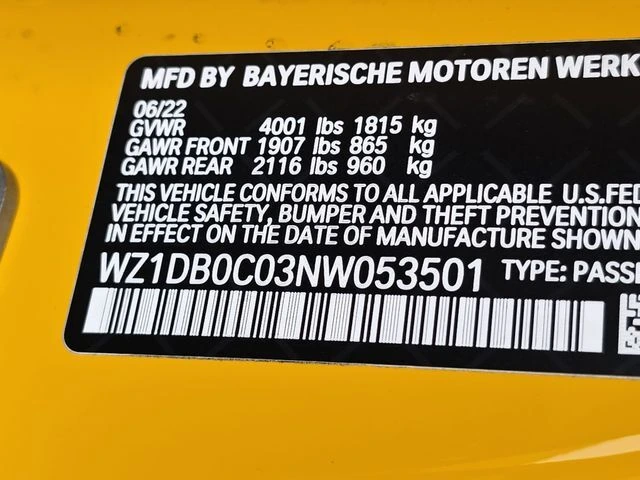 MFD BY BAYERISCHE MOTOREN WERK
06/22
GVWR 4001 lbs 1815 kg
GAWR FRONT 1907 lbs 865 kg
GAWR REAR 2116 lbs 960 kg
THIS VEHICLE CONFORMS TO ALL APPLICABLE U.S.FED
VEHICLE SAFETY, BUMPER AND THEFT PREVENTION
IN EFFECT ON THE DATE OF MANUFACTURE SHOWN
WZ1DB0C03NW053501 TYPE: PASS